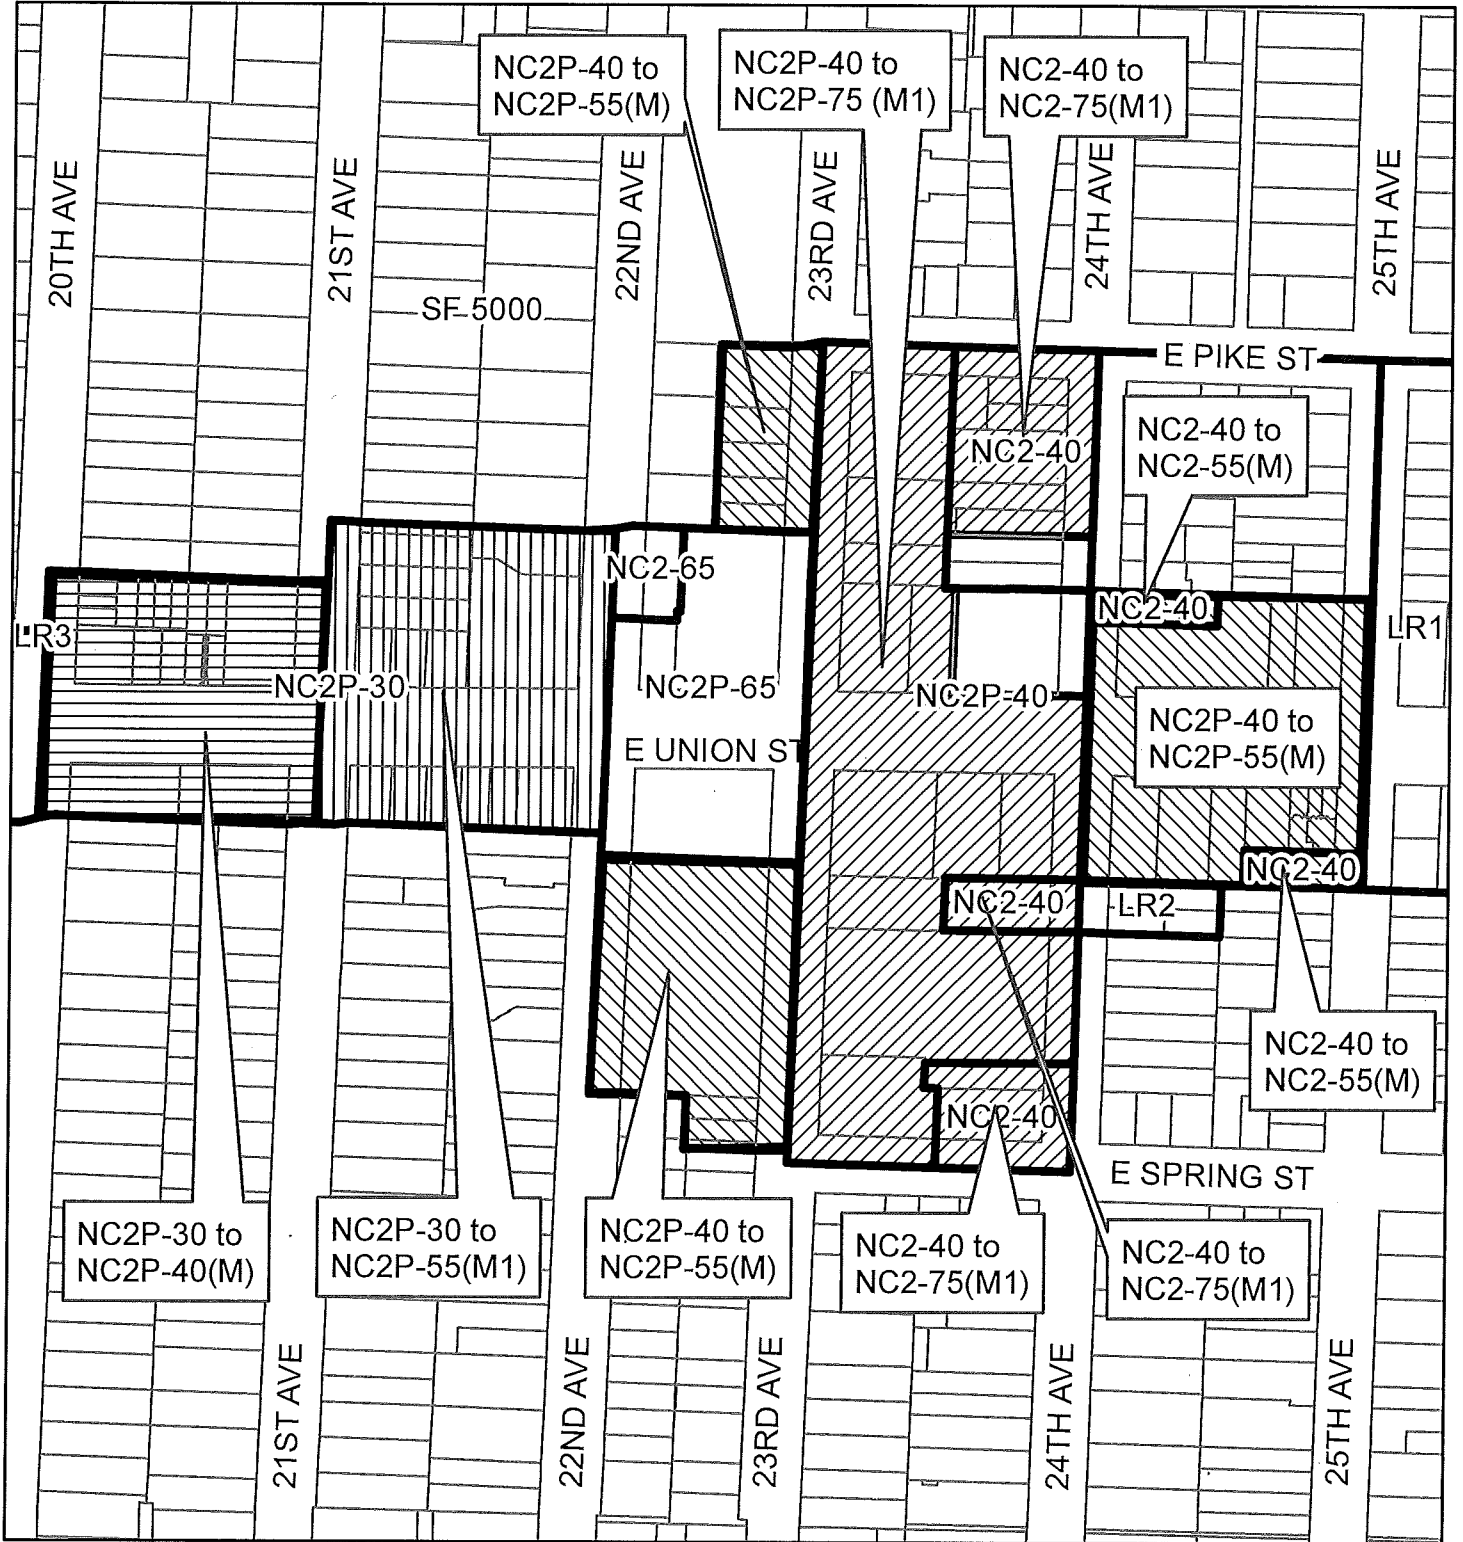 NC2P-40 to
NC2P-55(M)
NC2P-40 to
NC2P-75 (M1)
NC2-40 to
NC2-75(M1)
20TH AVE
21ST AVE
22ND AVE
23RD AVE
24TH AVE
25TH AVE
SF 5000
E PIKE ST
NC2-40
NC2-40 to
NC2-55(M)
NC2-65
NC2-40
LR3
LR1
NC2P-30
NC2P-65
NC2P-40
NC2P-40 to
NC2P-55(M)
E UNION ST
NC2-40
NC2-40
LR2
NC2-40 to
NC2-55(M)
NC2-40
E SPRING ST
NC2P-30 to
NC2P-40(M)
NC2P-30 to
NC2P-55(M1)
NC2P-40 to
NC2P-55(M)
NC2-40 to
NC2-75(M1)
NC2-40 to
NC2-75(M1)
21ST AVE
22ND AVE
23RD AVE
24TH AVE
25TH AVE